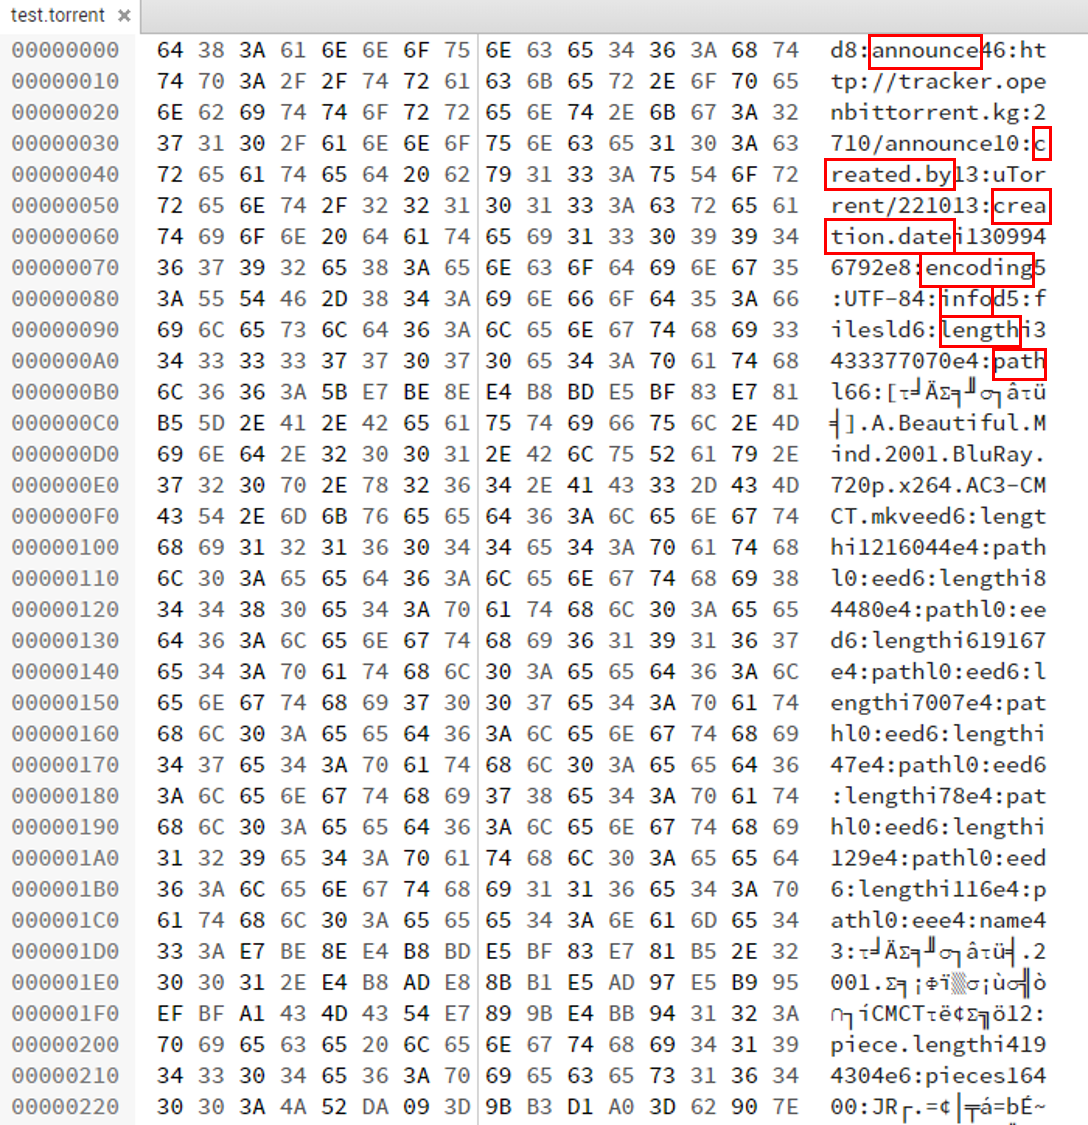 test.torrent ×
00000000 64 38 3A 61 6E 6E 6F 75 6E 63 65 34 36 3A 68 74 d8:announce46:ht
00000010 74 70 3A 2F 2F 74 72 61 63 6B 65 72 2E 6F 70 65 tp://tracker.ope
00000020 6E 62 69 74 74 6F 72 72 65 6E 74 2E 6B 67 3A 32 nbittorrent.kg:2
00000030 37 31 30 2F 61 6E 6E 6F 75 6E 63 65 31 30 3A 63 710/announce10:c
00000040 72 65 61 74 65 64 20 62 79 31 33 3A 75 54 6F 72 reated.by13:uTor
00000050 72 65 6E 74 2F 32 32 31 30 31 33 3A 63 72 65 61 rent/221013:crea
00000060 74 69 6F 6E 20 64 61 74 65 69 31 33 30 39 39 34 tion.datei130994
00000070 36 37 39 32 65 38 3A 65 6E 63 6F 64 69 6E 67 35 6792e8:encoding5
00000080 3A 55 54 46 2D 38 34 3A 69 6E 66 6F 64 35 3A 66 :UTF-84:infod5:f
00000090 69 6C 65 73 6C 64 36 3A 6C 65 6E 67 74 68 69 33 ilesld6:lengthi3
000000A0 34 33 33 33 37 37 30 37 30 65 34 3A 70 61 74 68 433377070e4:path
000000B0 6C 36 36 3A 5B E7 BE 8E E4 B8 BD E5 BF 83 E7 81 l66:[τ╛ÄΣ╕╜σ┐âτü
000000C0 B5 5D 2E 41 2E 42 65 61 75 74 69 66 75 6C 2E 4D ╡].A.Beautiful.M
000000D0 69 6E 64 2E 32 30 30 31 2E 42 6C 75 52 61 79 2E ind.2001.BluRay.
000000E0 37 32 30 70 2E 78 32 36 34 2E 41 43 33 2D 43 4D 720p.x264.AC3-CM
000000F0 43 54 2E 6D 6B 76 65 65 64 36 3A 6C 65 6E 67 74 CT.mkveed6:lengt
00000100 68 69 31 32 31 36 30 34 34 65 34 3A 70 61 74 68 hi1216044e4:path
00000110 6C 30 3A 65 65 64 36 3A 6C 65 6E 67 74 68 69 38 l0:eed6:lengthi8
00000120 34 34 38 30 65 34 3A 70 61 74 68 6C 30 3A 65 65 4480e4:pathl0:ee
00000130 64 36 3A 6C 65 6E 67 74 68 69 36 31 39 31 36 37 d6:lengthi619167
00000140 65 34 3A 70 61 74 68 6C 30 3A 65 65 64 36 3A 6C e4:pathl0:eed6:l
00000150 65 6E 67 74 68 69 37 30 30 37 65 34 3A 70 61 74 engthi7007e4:pat
00000160 68 6C 30 3A 65 65 64 36 3A 6C 65 6E 67 74 68 69 hl0:eed6:lengthi
00000170 34 37 65 34 3A 70 61 74 68 6C 30 3A 65 65 64 36 47e4:pathl0:eed6
00000180 3A 6C 65 6E 67 74 68 69 37 38 65 34 3A 70 61 74 :lengthi78e4:pat
00000190 68 6C 30 3A 65 65 64 36 3A 6C 65 6E 67 74 68 69 hl0:eed6:lengthi
000001A0 31 32 39 65 34 3A 70 61 74 68 6C 30 3A 65 65 64 129e4:pathl0:eed
000001B0 36 3A 6C 65 6E 67 74 68 69 31 31 36 65 34 3A 70 6:lengthi116e4:p
000001C0 61 74 68 6C 30 3A 65 65 65 34 3A 6E 61 6D 65 34 athl0:eee4:name4
000001D0 33 3A E7 BE 8E E4 B8 BD E5 BF 83 E7 81 B5 2E 32 3:τ╛ÄΣ╕╜σ┐âτü╡.2
000001E0 30 30 31 2E E4 B8 AD E8 8B B1 E5 AD 97 E5 B9 95 001.Σ╕¡Φï▒σ¡ùσ╣ò
000001F0 EF BF A1 43 4D 43 54 E7 89 9B E4 BB 94 31 32 3A ∩┐íCMCTτë¢Σ╗ö12:
00000200 70 69 65 63 65 20 6C 65 6E 67 74 68 69 34 31 39 piece.lengthi419
00000210 34 33 30 34 65 36 3A 70 69 65 63 65 73 31 36 34 4304e6:pieces164
00000220 30 30 3A 4A 52 DA 09 3D 9B B3 D1 A0 3D 62 90 7E 00:JR┌.=¢│╤á=bÉ~